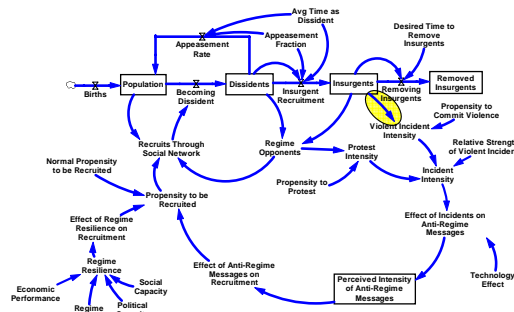 Avg Time as
Dissident
Appeasement
Fraction
Desired Time to
Remove
Insurgents
Appeasement
Rate
Population
Dissidents
Insurgents
Removed
Insurgents
Births
Becoming
Dissident
Insurgent
Recruitment
Removing
Insurgents
Propensity to
Commit Violence
Violent Incident
Intensity
Recruits Through
Social Network
Regime
Opponents
Protest
Intensity
Relative Strengt
of Violent Inciden
Incident
Intensity
Normal Propensity
to be Recruited
Propensity to
Protest
Propensity to be
Recruited
Effect of Regime
Resilience on
Recruitment
Effect of Incidents on
Anti-Regime
Messages
Regime
Resilience
Effect of Anti-Regime
Messages on
Recruitment
Perceived Intensity
of Anti-Regime
Messages
Technology
Effect
Economic
Performance
Social
Capacity
Regime
Political